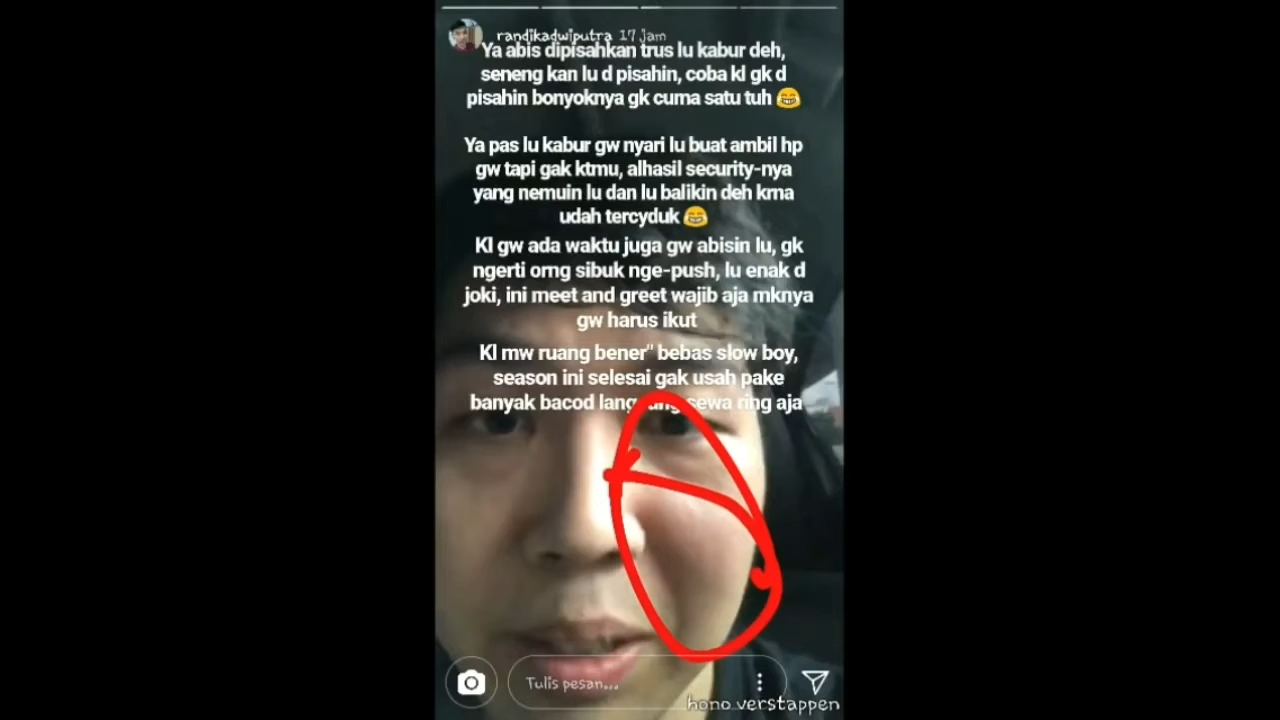 randikadwiputra 17 jam
Ya abis dipisahkan trus lu kabur deh,
seneng kan lu d pisahin, coba kl gk d
pisahin bonyoknya gk cuma satu tuh 😂
Ya pas lu kabur gw nyari lu buat ambil hp
gw tapi gak ktmu, alhasil security-nya
yang nemuin lu dan lu balikin deh krna
udah tercyduk 😂
Kl gw ada waktu juga gw abisin lu, gk
ngerti orng sibuk nge-push, lu enak d
joki, ini meet and greet wajib aja mknya
gw harus ikut
Kl mw ruang bener" bebas slow boy,
season ini selesai gak usah pake
banyak bacod langsung sewa ring aja
Tulis pesan...
hono verstappen